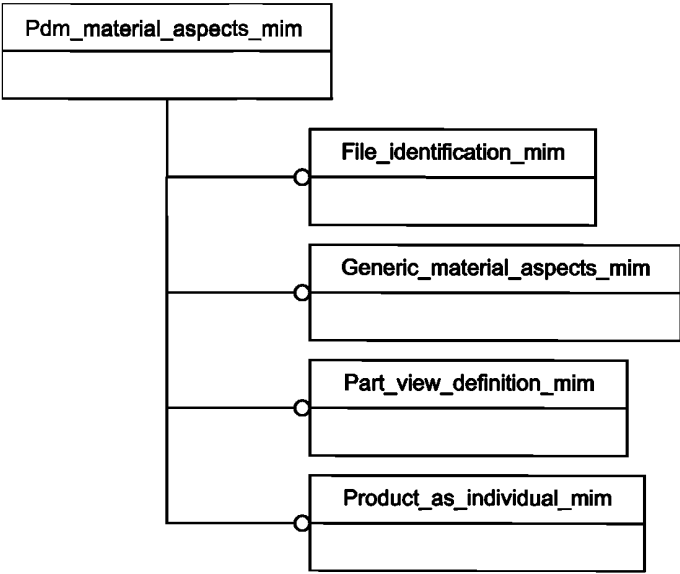 Pdm_material_aspects_mim
File_identification_mim
Generic_material_aspects_mim
Part_view_definition_mim
Product_as_individual_mim